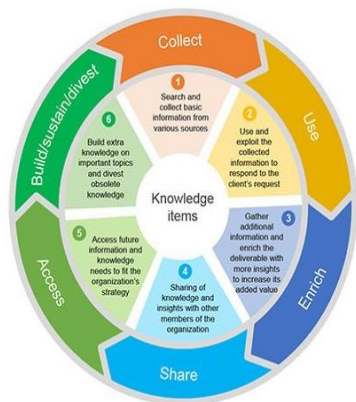 Collect
Use
Enrich
Share
Access
Build/sustain/divest
1
Search and
collect basic
information from
various sources
2
Use and
exploit the
collected
information to
respond to the
client's request
3
Gather
additional
information and
enrich the
deliverable with
more insights to
increase its
added value
4
Sharing of
knowledge and
insights with other
members of the
organization
5
Access future
information and
knowledge
needs to fit the
organization's
strategy
6
Build extra
knowledge on
important topics
and divest
obsolete
knowledge
Knowledge
items